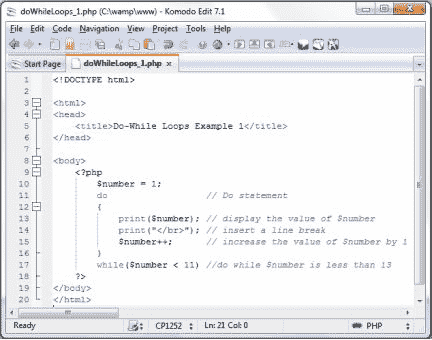 doWhileLoops_1.php (C:\wamp\www) - Komodo Edit 7.1
File Edit Code Navigation View Project Tools Help
Start Page doWhileLoops_1.php
1 <!DOCTYPE html>
2
3 <html>
4 <head>
5 <title>Do-While Loops Example 1</title>
6 </head>
7
8 <body>
9 <?php
10 $number = 1;
11 do // Do statement
12 {
13 print($number); // display the value of $number
14 print("</br>"); // insert a line break
15 $number++; // increase the value of $number by 1
16 }
17 while($number < 11) //do while $number is less than 13
18 ?>
19 </body>
20 </html>
Ready CP1252 Ln: 21 Col: 0 PHP